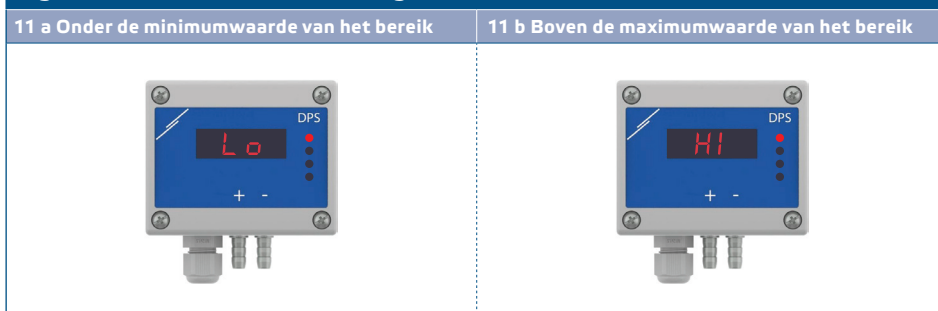 11 a Onder de minimumwaarde van het bereik
11 b Boven de maximumwaarde van het bereik
DPS
Lo
+ -
DPS
HI
+ -